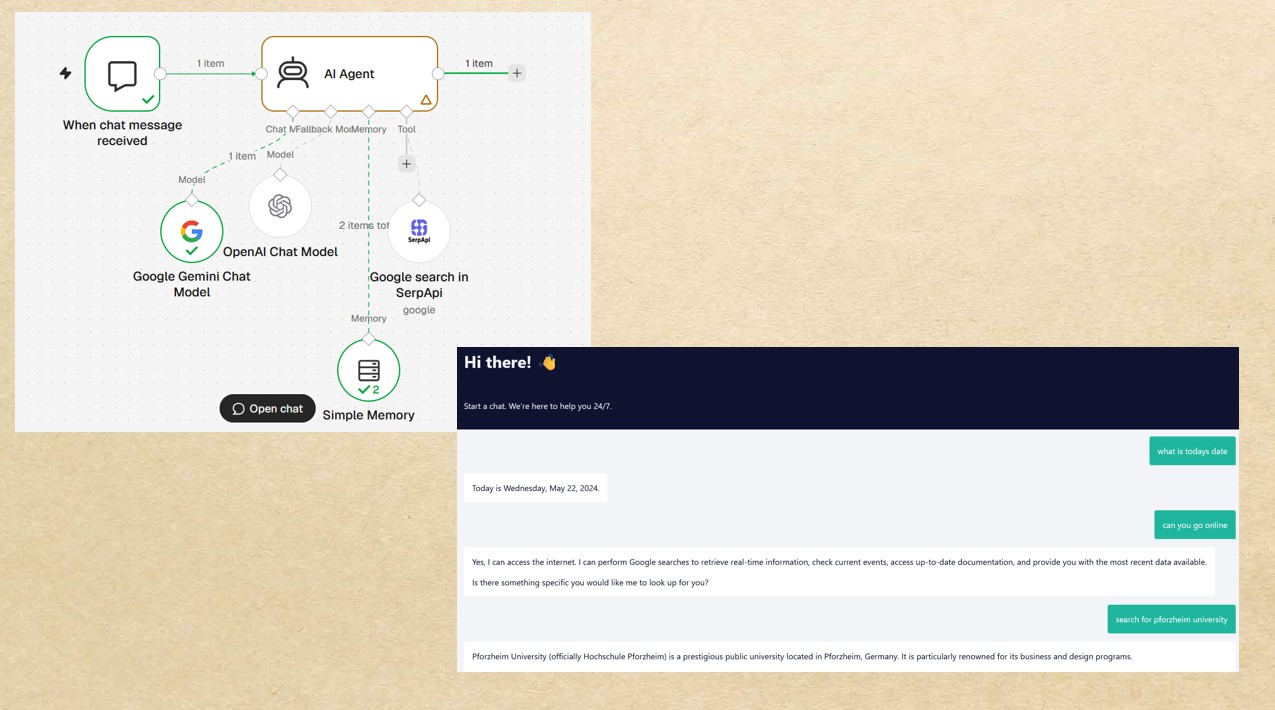 1 item
AI Agent
1 item
When chat message
received
Chat M
Fallback Mod
Memory
Tool
1 item
Model
Model
2 items tot
SerpApi
OpenAI Chat Model
Google Gemini Chat
Model
Google search in
SerpApi
google
Memory
2
Open chat
Simple Memory
Hi there! 👋
Start a chat. We're here to help you 24/7.
what is todays date
Today is Wednesday, May 22, 2024.
can you go online
Yes, I can access the internet. I can perform Google searches to retrieve real-time information, check current events, access up-to-date documentation, and provide you with the most recent data available.
Is there something specific you would like me to look up for you?
search for pforzheim university
Pforzheim University (officially Hochschule Pforzheim) is a prestigious public university located in Pforzheim, Germany. It is particularly renowned for its business and design programs.